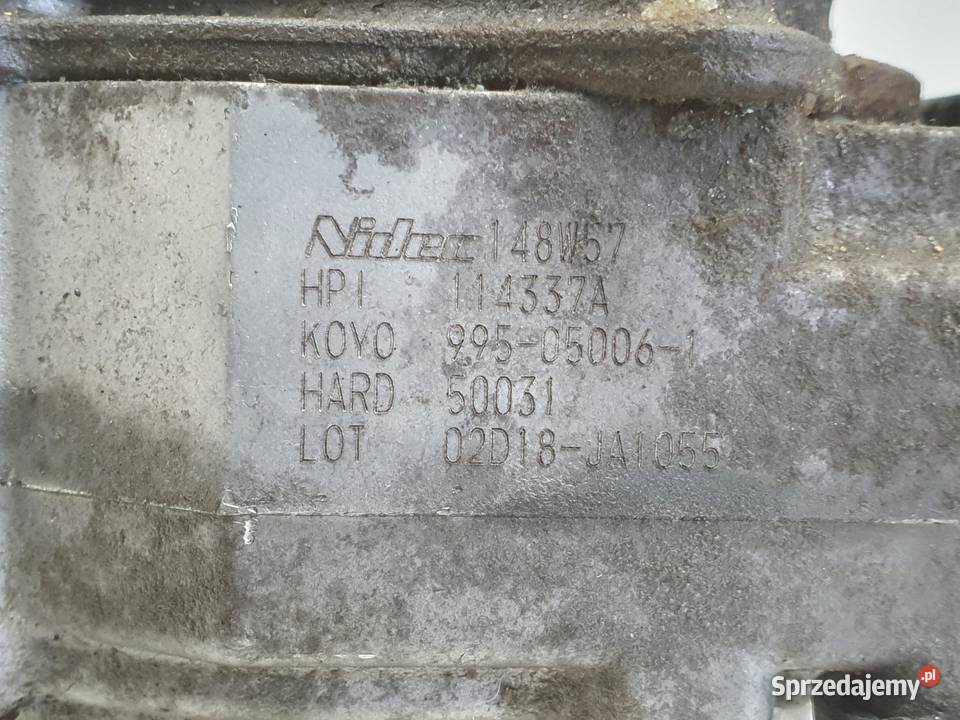 Nidec 148W57
HPI 114337A
KOYO 995-05006-1
HARD 50031
LOT 02D18-JA1055
Sprzedajemy.pl